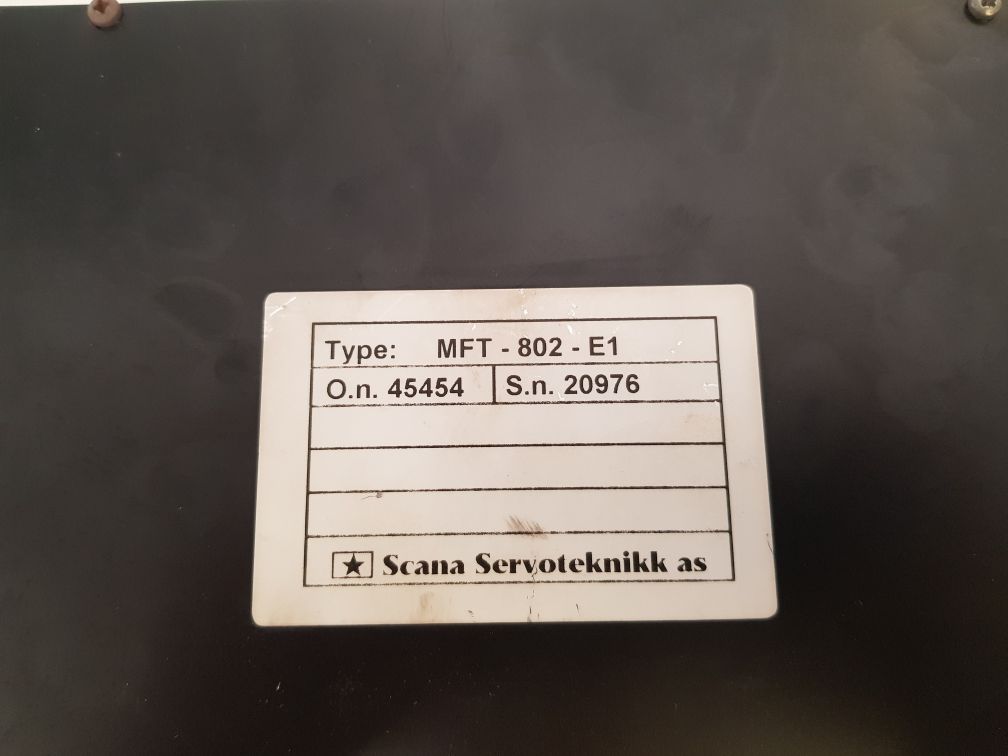 Type: MFT - 802 - E1
O.n. 45454 S.n. 20976
Scana Servoteknikk as